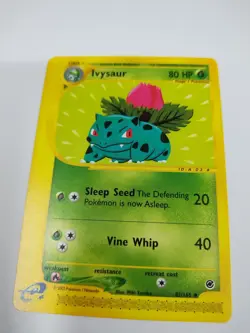 Ivysaur
80 HP
Sleep Seed The Defending
Pokémon is now Asleep.
20
Vine Whip
40
weakness
resistance
retreat cost